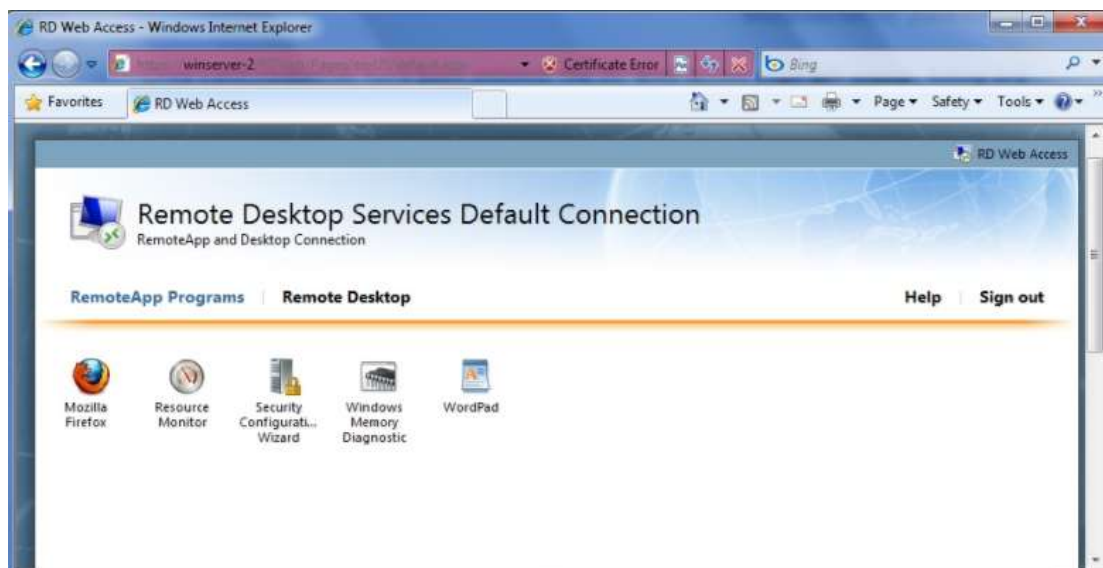 RD Web Access - Windows Internet Explorer
winserver-2 Certificate Error Bing
Favorites RD Web Access Page Safety Tools
RD Web Access
Remote Desktop Services Default Connection
RemoteApp and Desktop Connection
RemoteApp Programs Remote Desktop Help Sign out
Mozilla Firefox
Resource Monitor
Security Configurati... Wizard
Windows Memory Diagnostic
WordPad